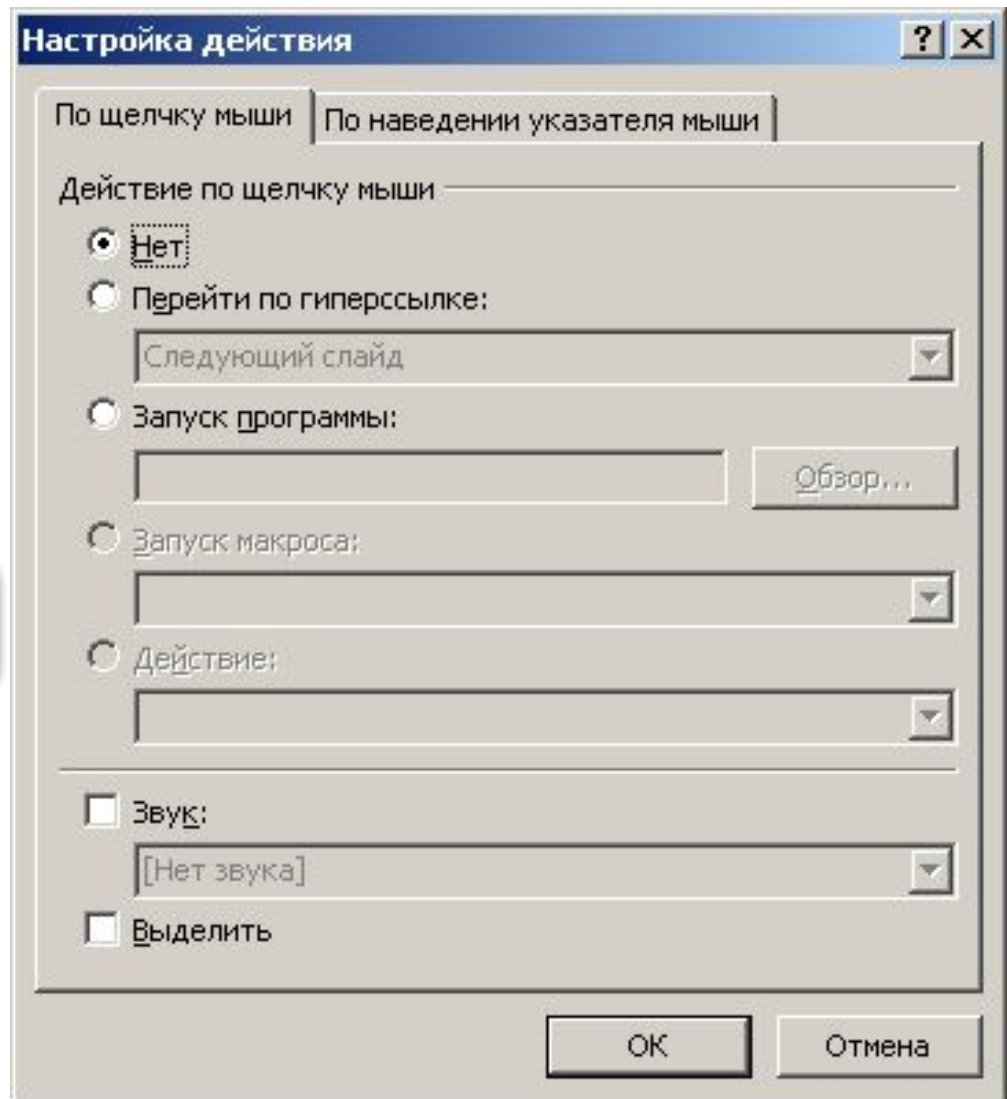 Настройка действия
По щелчку мыши
По наведении указателя мыши
Действие по щелчку мыши
Нет
Перейти по гиперссылке:
Следующий слайд
Запуск программы:
Обзор...
Запуск макроса:
Действие:
Звук:
[Нет звука]
Выделить
ОК
Отмена